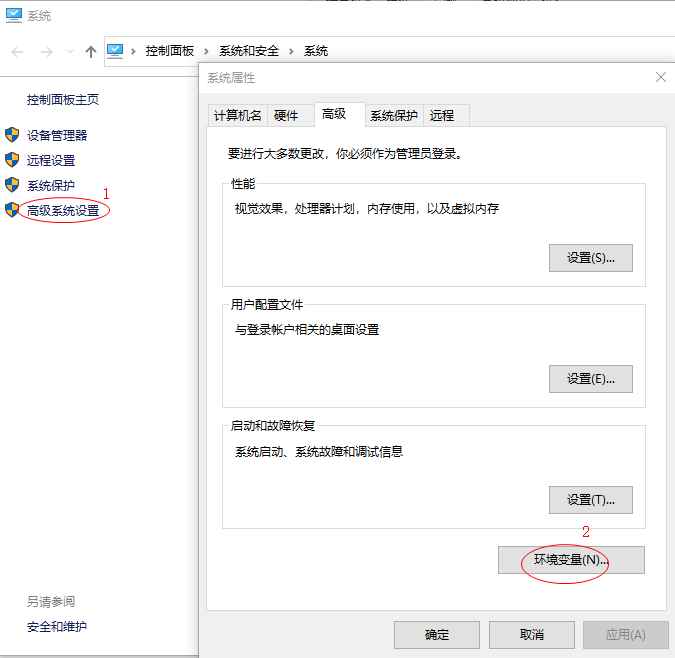 系统
控制面板 > 系统和安全 > 系统
系统属性
控制面板主页
设备管理器
远程设置
系统保护
高级系统设置
1
计算机名 硬件 高级 系统保护 远程
要进行大多数更改，你必须作为管理员登录。
性能
视觉效果，处理器计划，内存使用，以及虚拟内存
设置(S)...
用户配置文件
与登录帐户相关的桌面设置
设置(E)...
启动和故障恢复
系统启动、系统故障和调试信息
设置(T)...
2
环境变量(N)...
另请参阅
安全和维护
确定 取消 应用(A)